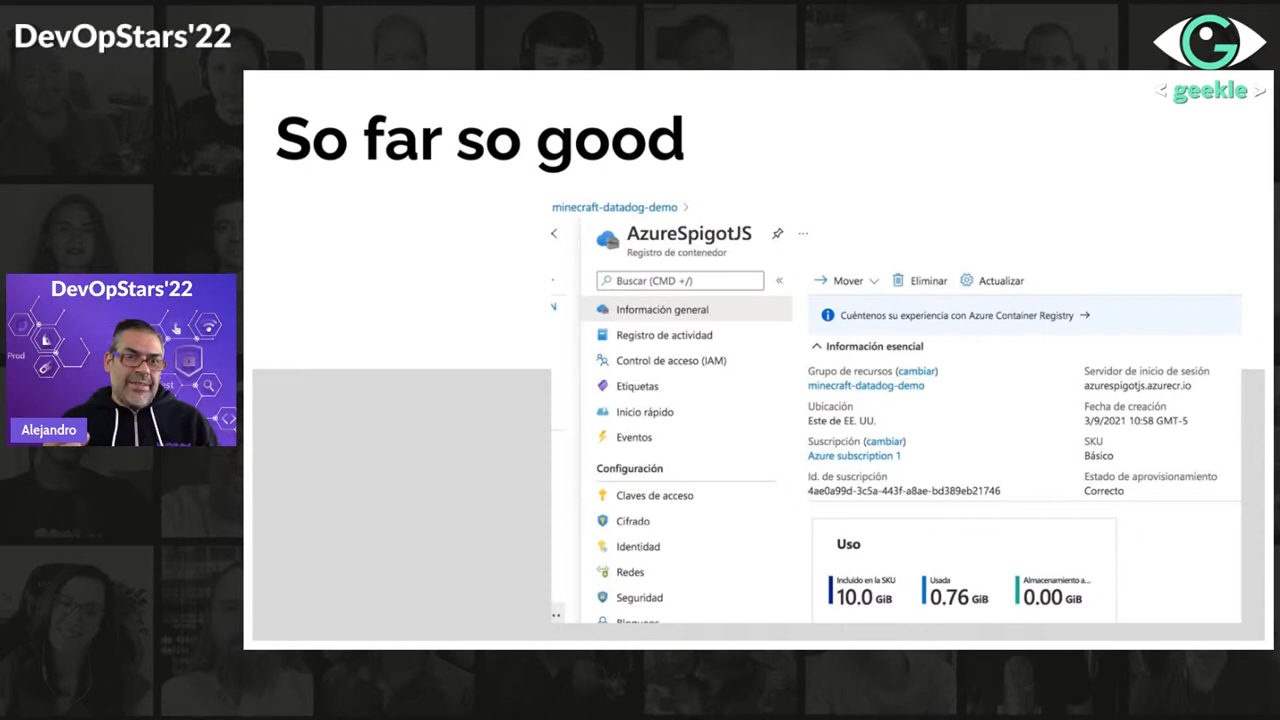 DevOpStars'22
G
< geekle >
So far so good
minecraft-datadog-demo >
AzureSpigotJS
Registro de contenedor
Buscar (CMD +/)
Información general
Registro de actividad
Control de acceso (IAM)
Etiquetas
Inicio rápido
Eventos
Configuración
Claves de acceso
Cifrado
Identidad
Redes
Seguridad
Bloqueos
Mover
Eliminar
Actualizar
Cuéntenos su experiencia con Azure Container Registry →
Información esencial
Grupo de recursos (cambiar)
minecraft-datadog-demo
Ubicación
Este de EE. UU.
Suscripción (cambiar)
Azure subscription 1
Id. de suscripción
4ae0a99d-3c5a-443f-a8ae-bd389eb21746
Servidor de inicio de sesión
azurespigotjs.azurecr.io
Fecha de creación
3/9/2021 10:58 GMT-5
SKU
Básico
Estado de aprovisionamiento
Correcto
Uso
Incluido en la SKU
10.0 GiB
Usada
0.76 GiB
Almacenamiento a...
0.00 GiB
DevOpStars'22
Prod
Alejandro